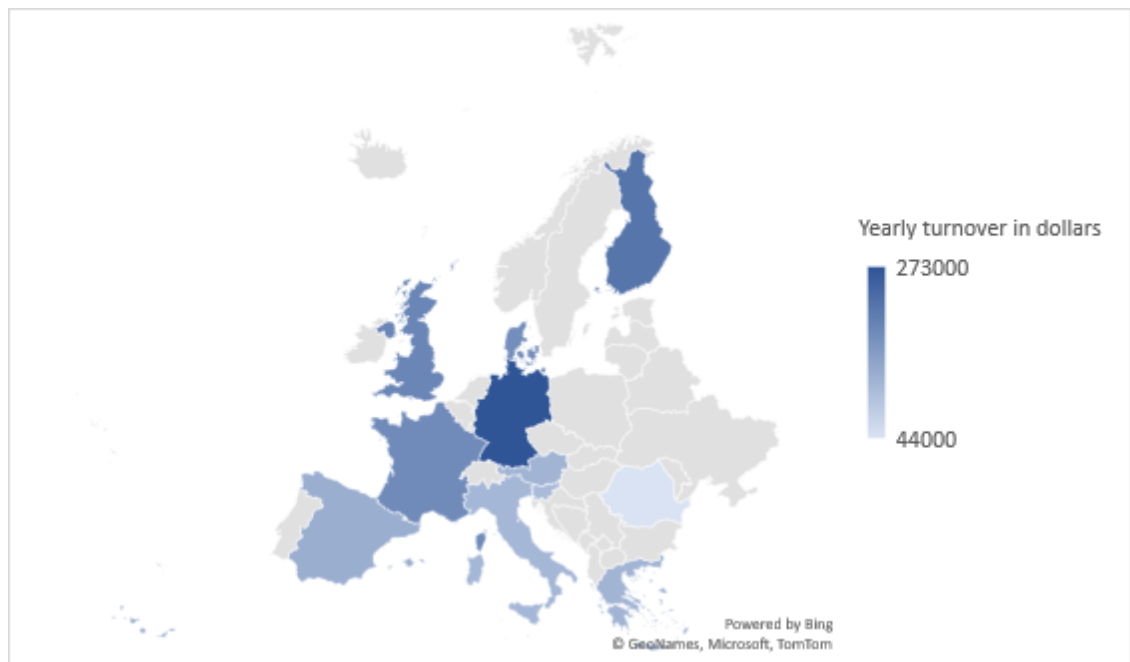 Yearly turnover in dollars
273000
44000
Powered by Bing
© GeoNames, Microsoft, TomTom